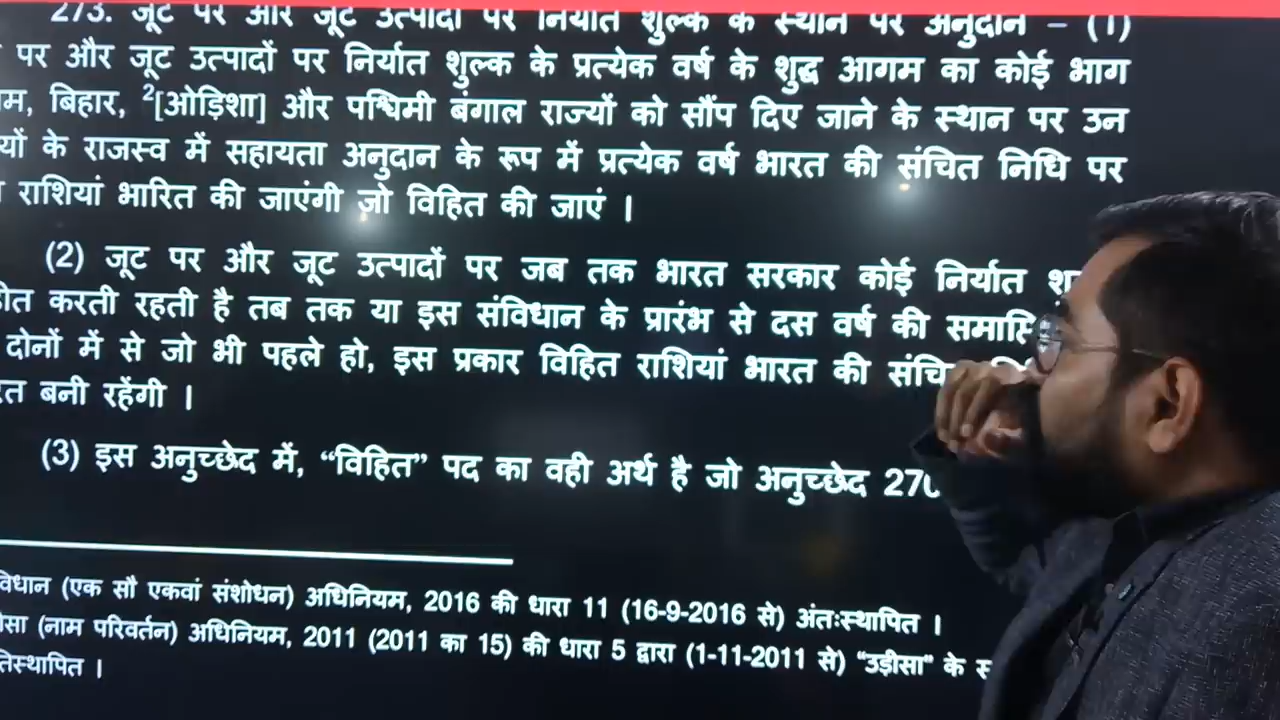 273. जूट पर और जूट उत्पादों पर निर्यात शुल्क के स्थान पर अनुदान – (1)
पर और जूट उत्पादों पर निर्यात शुल्क के प्रत्येक वर्ष के शुद्ध आगम का कोई भाग
म, बिहार, ²[ओड़िशा] और पश्चिमी बंगाल राज्यों को सौंप दिए जाने के स्थान पर उन
यों के राजस्व में सहायता अनुदान के रूप में प्रत्येक वर्ष भारत की संचित निधि पर
राशियां भारित की जाएंगी जो विहित की जाएं ।
(2) जूट पर और जूट उत्पादों पर जब तक भारत सरकार कोई निर्यात
करती रहती है तब तक या इस संविधान के प्रारंभ से दस वर्ष की
दोनों में से जो भी पहले हो, इस प्रकार विहित राशियां भारत की
बनी रहेंगी ।
(3) इस अनुच्छेद में, “विहित” पद का वही अर्थ है जो अनुच्छेद 270
विधान (एक सौ एकवां संशोधन) अधिनियम, 2016 की धारा 11 (16-9-2016 से) अंतःस्थापित ।
सा (नाम परिवर्तन) अधिनियम, 2011 (2011 का 15) की धारा 5 द्वारा (1-11-2011 से) “उड़ीसा” के
तिस्थापित ।